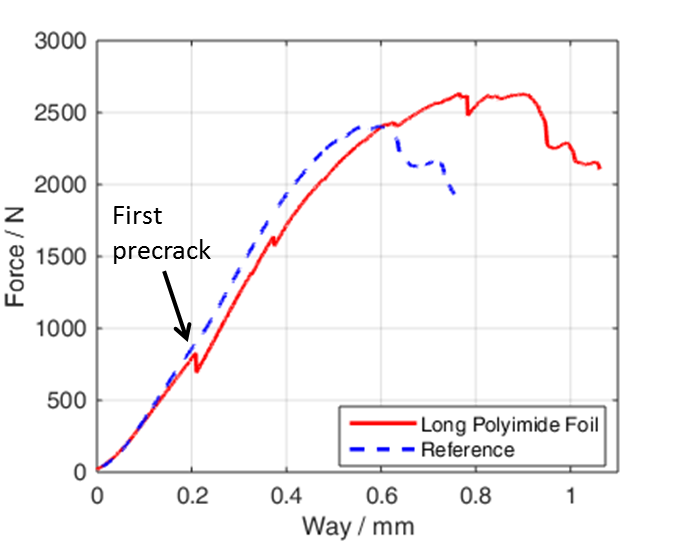 3000
2500
2000
1500
1000
500
0
Force / N
First
precrack
Long Polyimide Foil
Reference
0
0.2
0.4
0.6
0.8
1
Way / mm